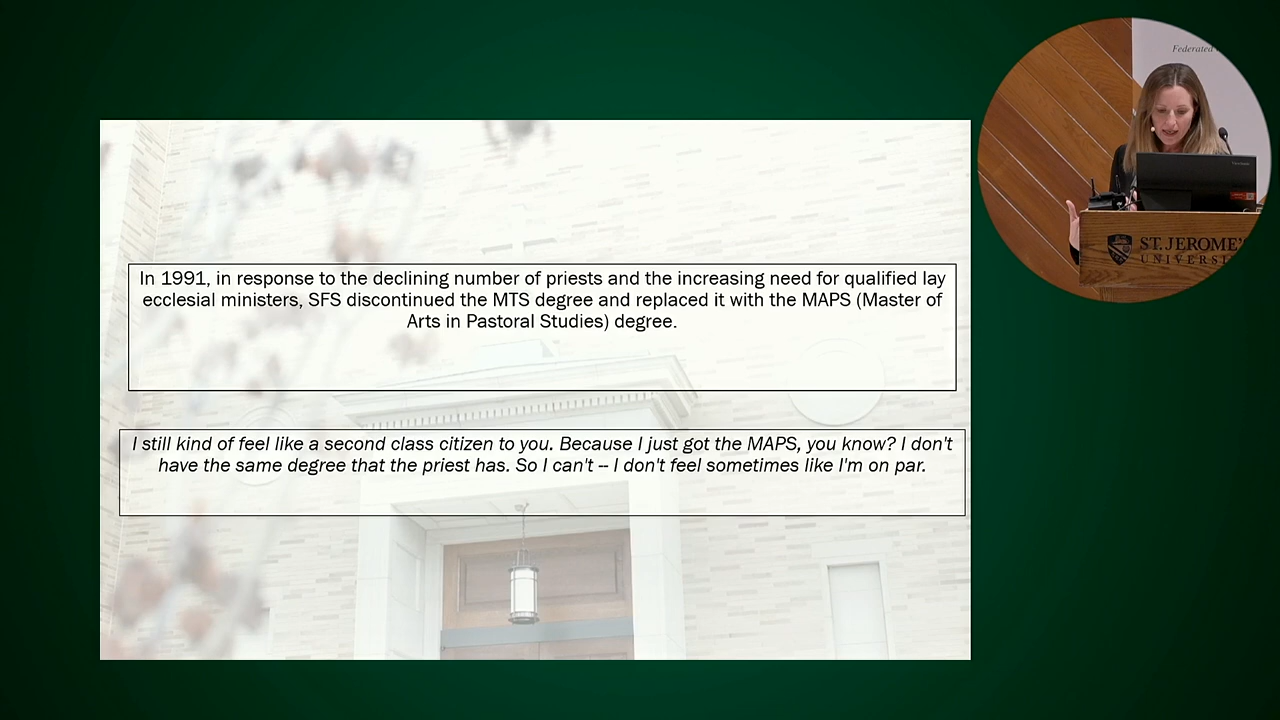 Federated
In 1991, in response to the declining number of priests and the increasing need for qualified lay
ecclesial ministers, SFS discontinued the MTS degree and replaced it with the MAPS (Master of
Arts in Pastoral Studies) degree.
I still kind of feel like a second class citizen to you. Because I just got the MAPS, you know? I don't
have the same degree that the priest has. So I can't -- I don't feel sometimes like I'm on par.
ST. JEROME'S
UNIVERSI